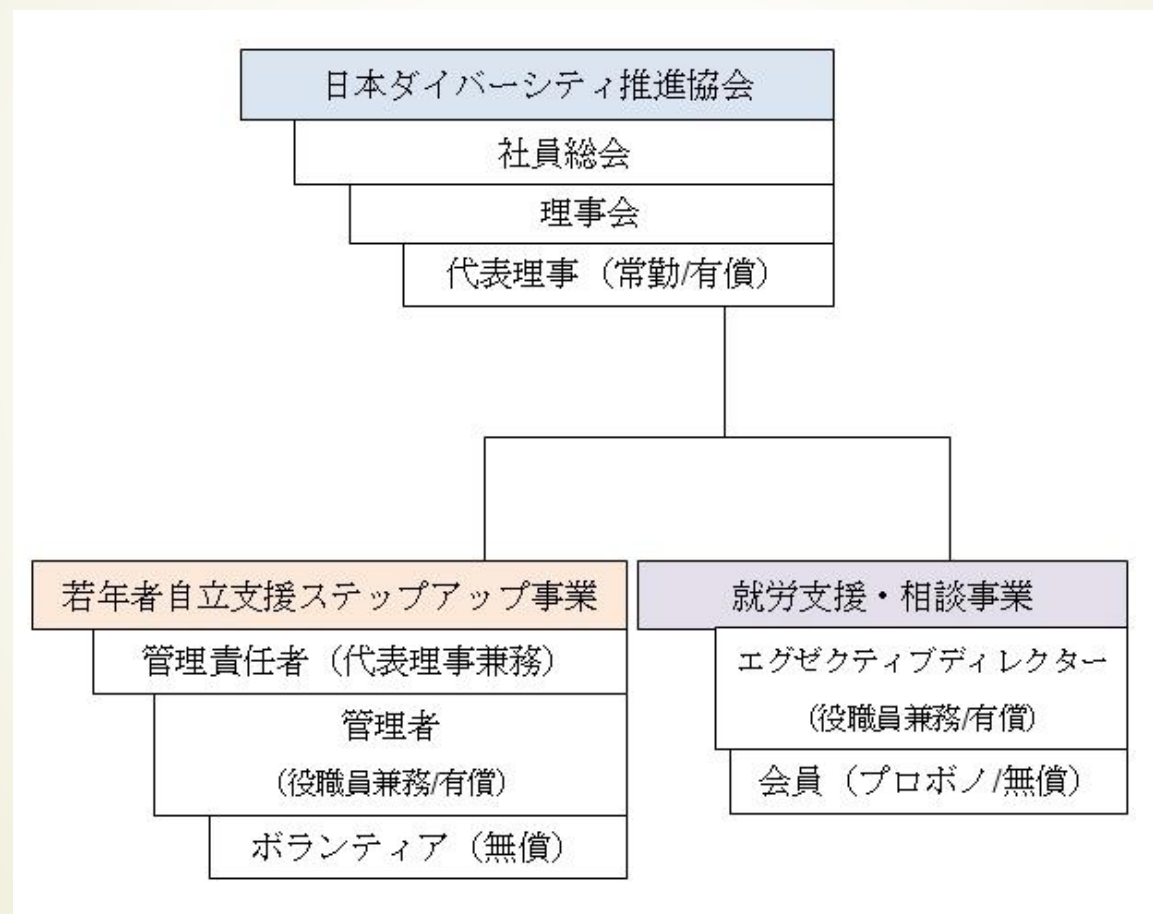 日本ダイバーシティ推進協会
社員総会
理事会
代表理事（常勤/有償）
若年者自立支援ステップアップ事業
管理責任者（代表理事兼務）
管理者
(役職員兼務/有償)
ボランティア（無償）
就労支援・相談事業
エグゼクティブディレクター
(役職員兼務/有償)
会員（プロボノ/無償）